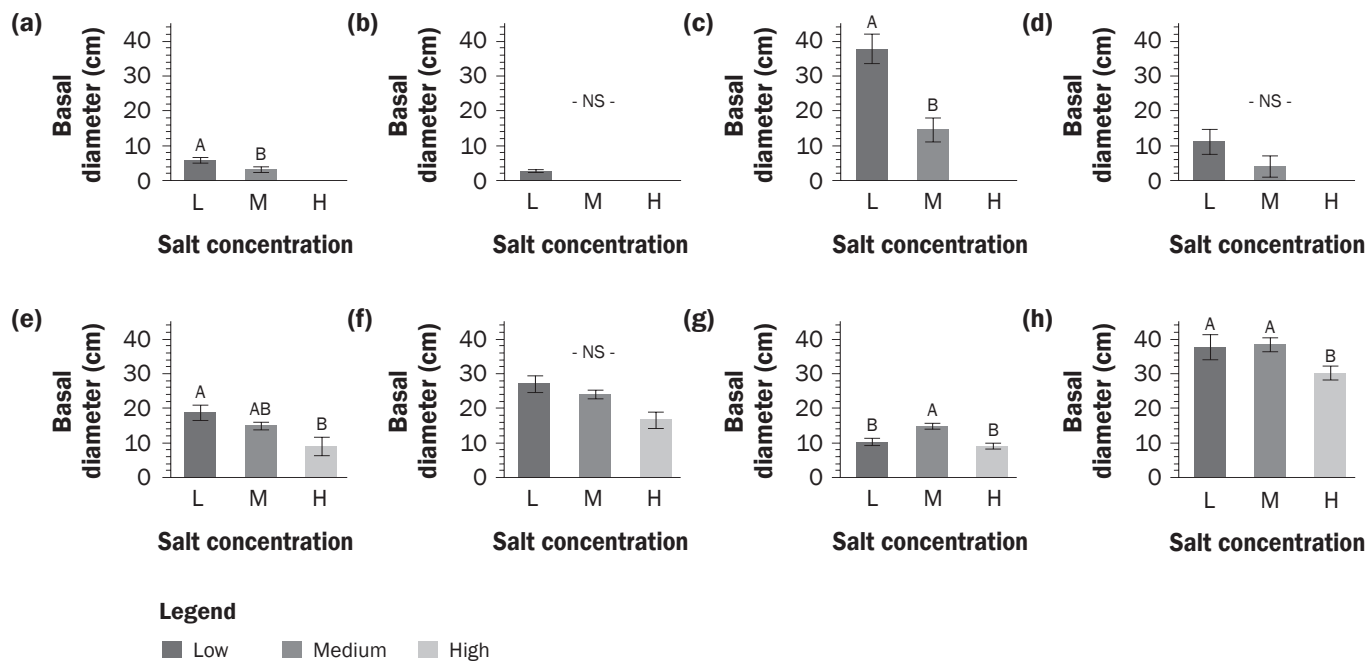 (a)
Basal
diameter (cm)
40
30
20
10
0
A
B
L M H
Salt concentration
(b)
Basal
diameter (cm)
40
30
20
10
0
- NS -
L M H
Salt concentration
(c)
Basal
diameter (cm)
40
30
20
10
0
A
B
L M H
Salt concentration
(d)
Basal
diameter (cm)
40
30
20
10
0
- NS -
L M H
Salt concentration
(e)
Basal
diameter (cm)
40
30
20
10
0
A
AB
B
L M H
Salt concentration
(f)
Basal
diameter (cm)
40
30
20
10
0
- NS -
L M H
Salt concentration
(g)
Basal
diameter (cm)
40
30
20
10
0
B
A
B
L M H
Salt concentration
(h)
Basal
diameter (cm)
40
30
20
10
0
A
A
B
L M H
Salt concentration
Legend
Low Medium High